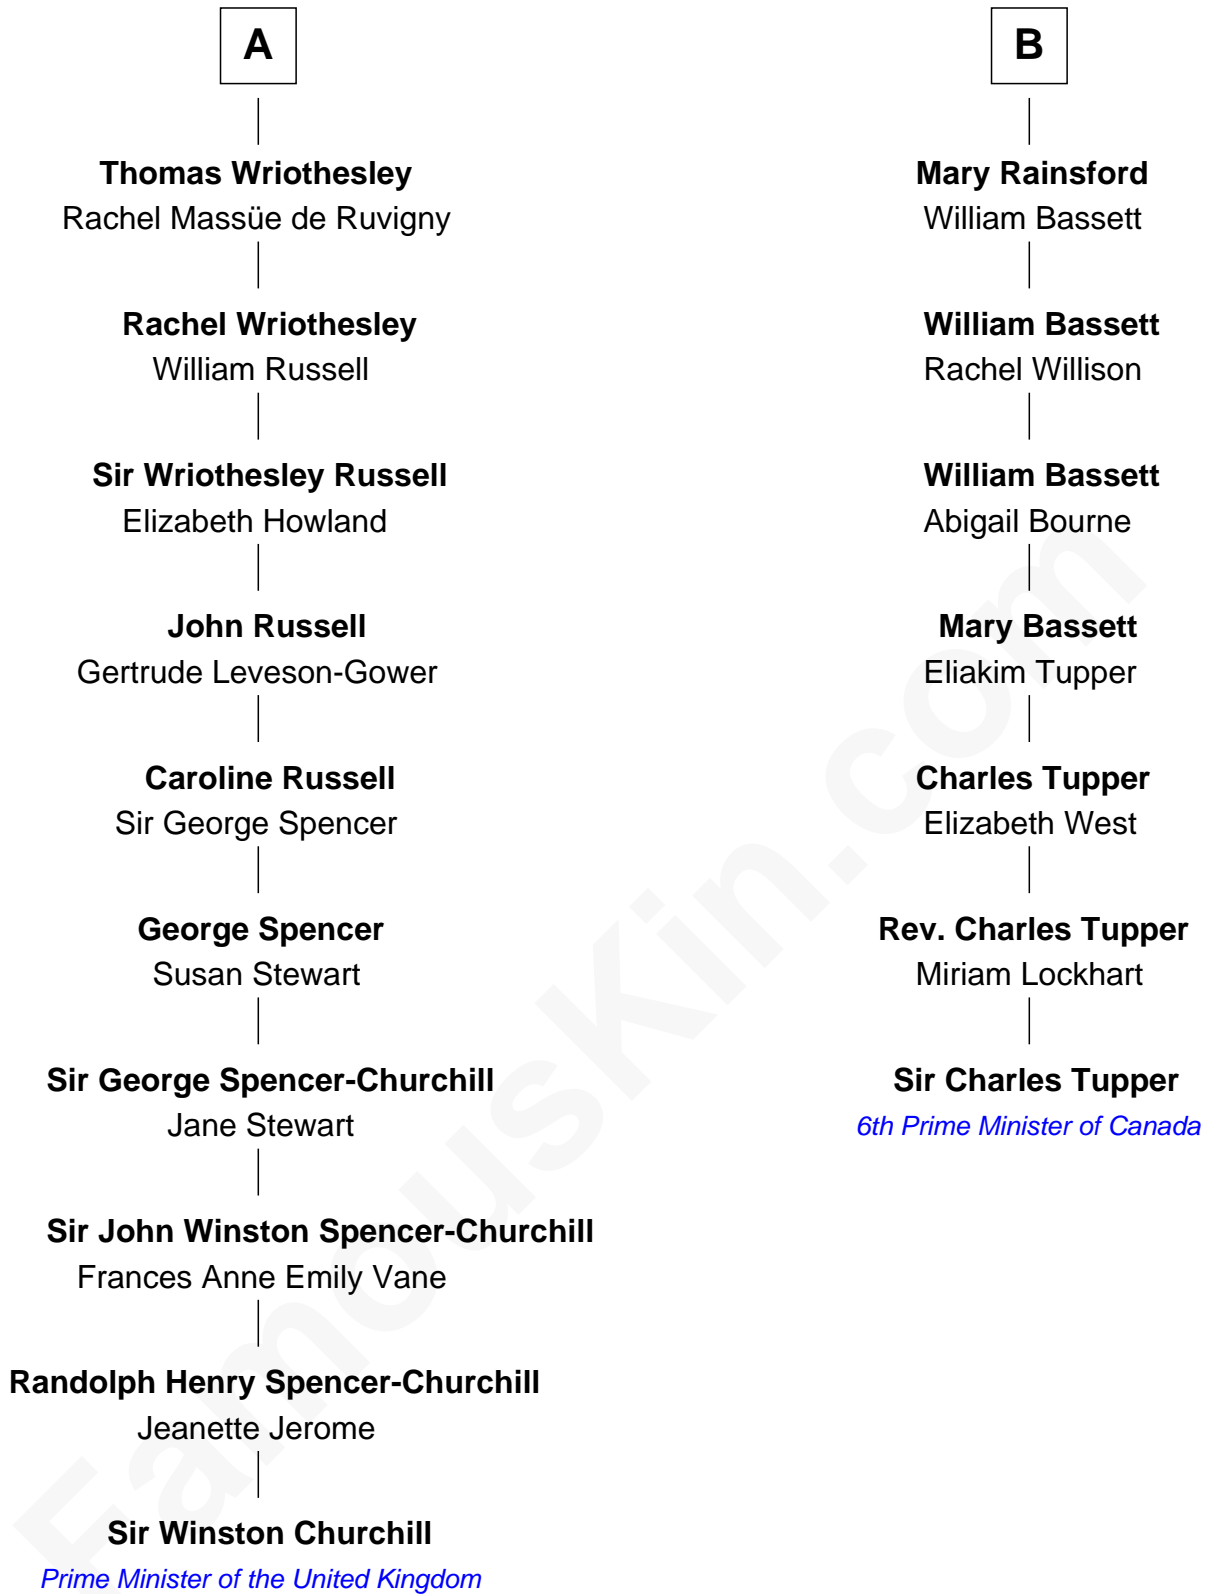 A
Thomas Wriothesley
Rachel Massüe de Ruvigny
Rachel Wriothesley
William Russell
Sir Wriothesley Russell
Elizabeth Howland
John Russell
Gertrude Leveson-Gower
Caroline Russell
Sir George Spencer
George Spencer
Susan Stewart
Sir George Spencer-Churchill
Jane Stewart
Sir John Winston Spencer-Churchill
Frances Anne Emily Vane
Randolph Henry Spencer-Churchill
Jeanette Jerome
Sir Winston Churchill
Prime Minister of the United Kingdom
B
Mary Rainsford
William Bassett
William Bassett
Rachel Willison
William Bassett
Abigail Bourne
Mary Bassett
Eliakim Tupper
Charles Tupper
Elizabeth West
Rev. Charles Tupper
Miriam Lockhart
Sir Charles Tupper
6th Prime Minister of Canada
FamousKin.com